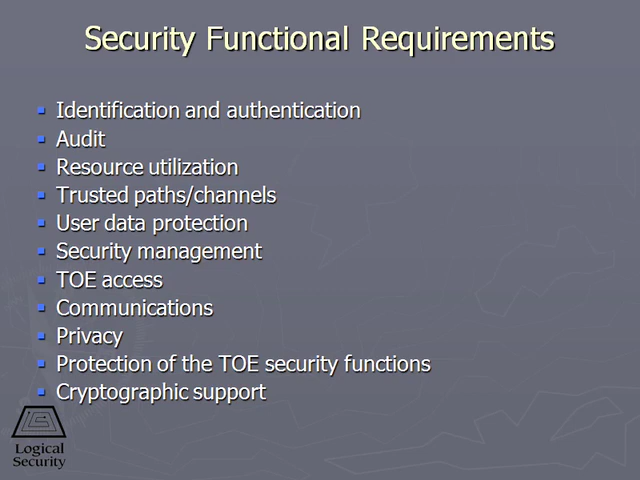 Security Functional Requirements
Identification and authentication
Audit
Resource utilization
Trusted paths/channels
User data protection
Security management
TOE access
Communications
Privacy
Protection of the TOE security functions
Cryptographic support
Logical
Security